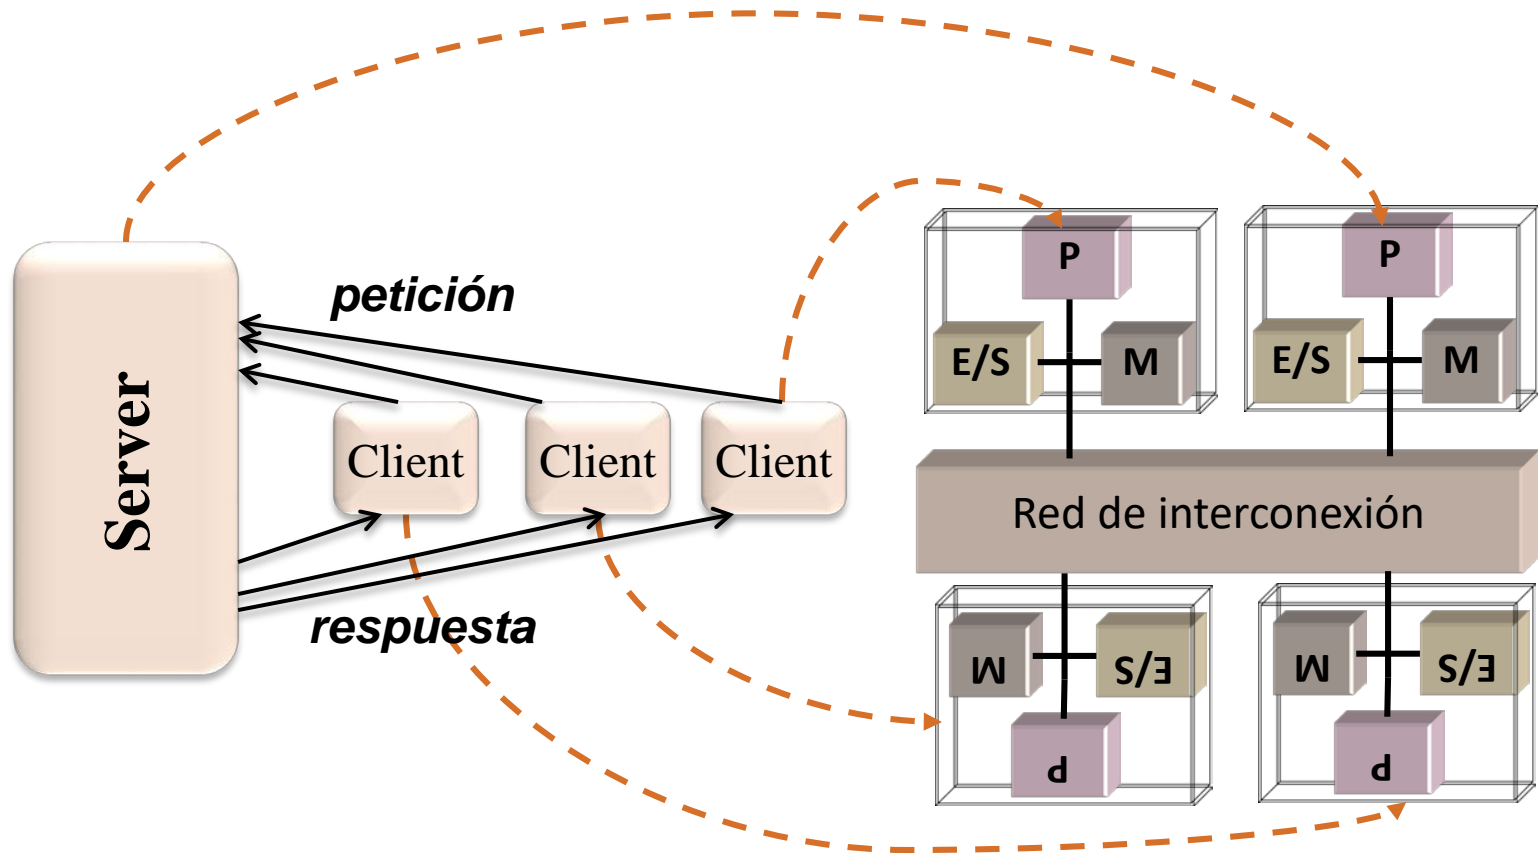 petición
Server
Client
Client
Client
respuesta
P
E/S
M
P
E/S
M
Red de interconexión
M
E/S
P
M
E/S
P